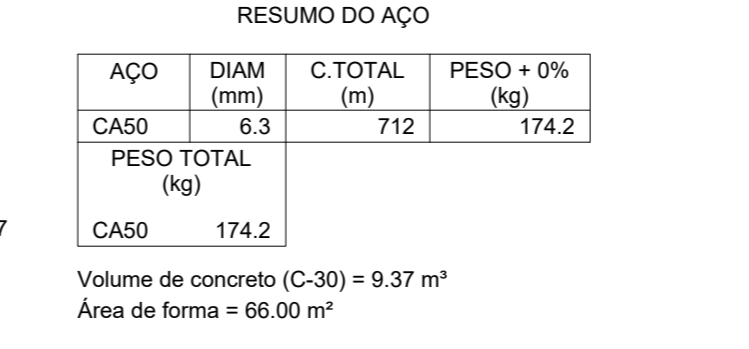 RESUMO DO AÇO
AÇO DIAM C.TOTAL PESO + 0%
(mm) (m) (kg)
CA50 6.3 712 174.2
PESO TOTAL
(kg)
7 CA50 174.2
Volume de concreto (C-30) = 9.37 m³
Área de forma = 66.00 m²